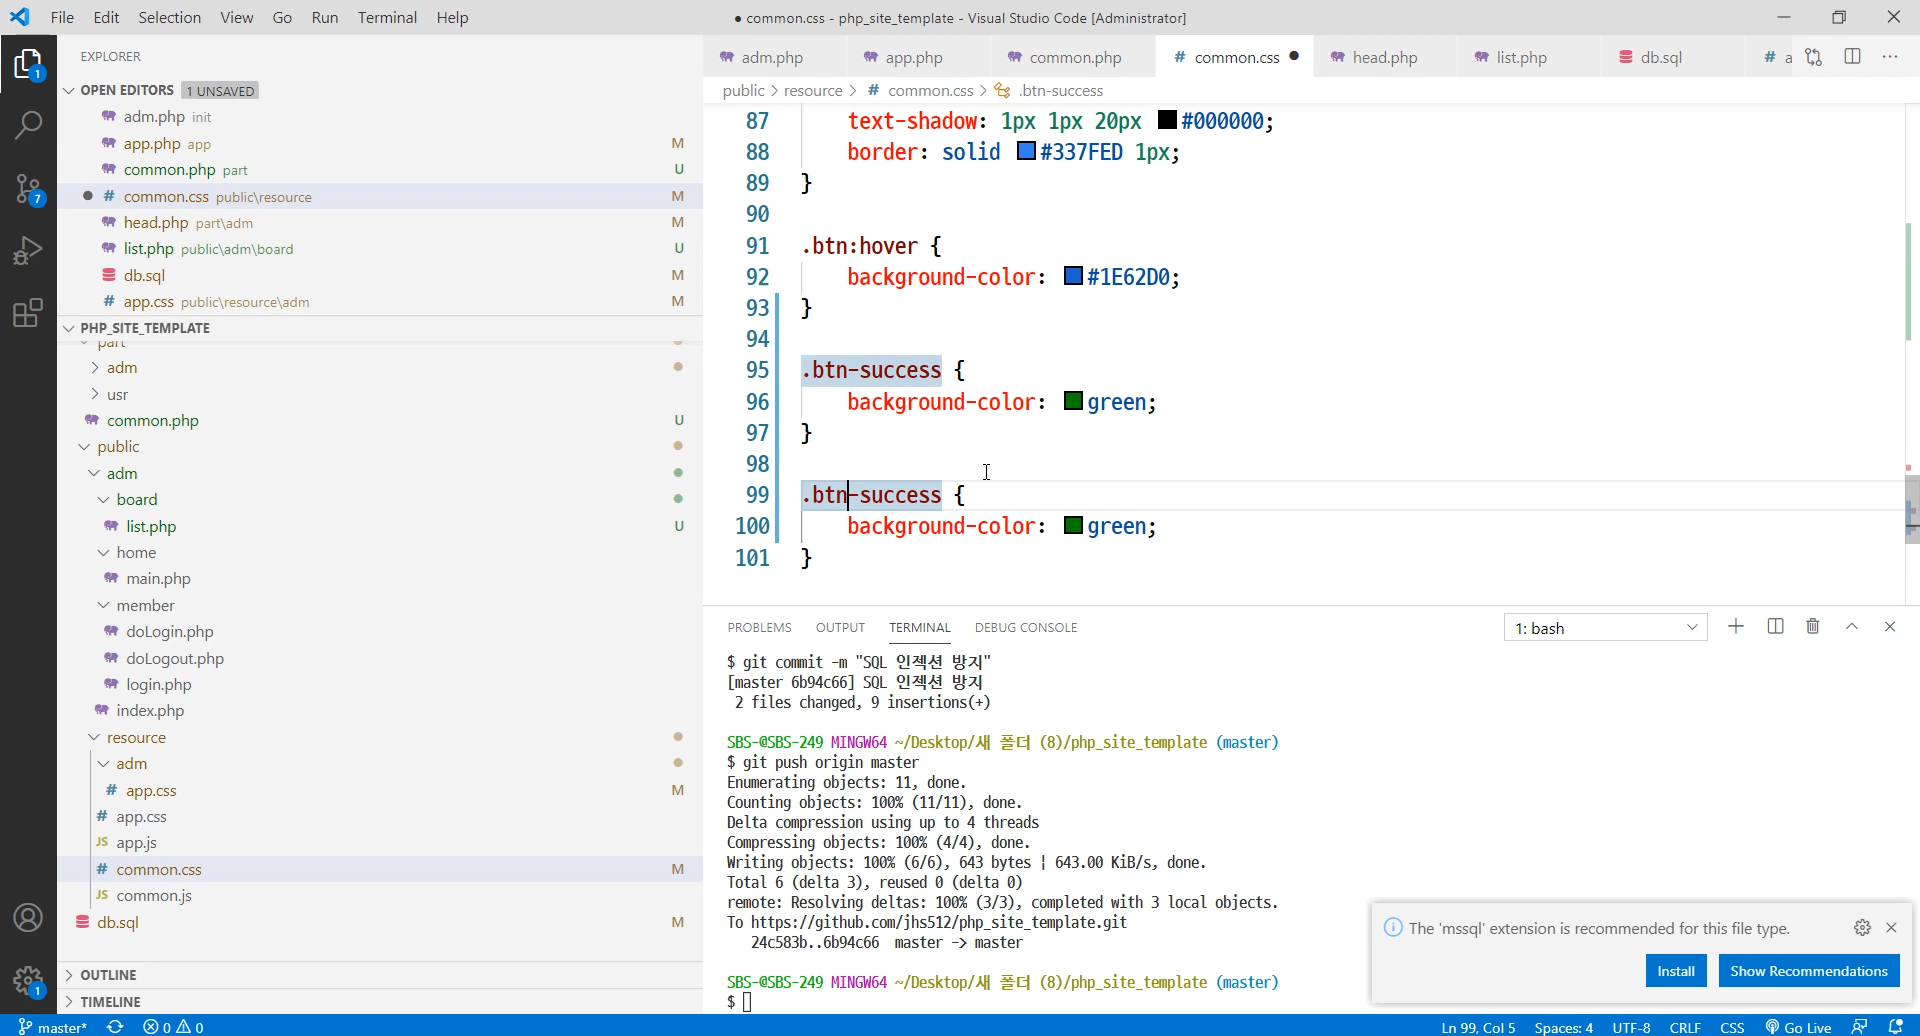 File Edit Selection View Go Run Terminal Help
● common.css - php_site_template - Visual Studio Code [Administrator]
EXPLORER
OPEN EDITORS 1 UNSAVED
adm.php init
app.php app M
common.php part U
# common.css public\resource M
head.php part\adm M
list.php public\adm\board U
db.sql M
# app.css public\resource\adm M
PHP_SITE_TEMPLATE
part
adm
usr
common.php U
public
adm
board
list.php U
home
main.php
member
doLogin.php
doLogout.php
login.php
index.php
resource
adm
# app.css M
# app.css
JS app.js
# common.css M
JS common.js
db.sql M
OUTLINE
TIMELINE
1
7
1
adm.php app.php common.php # common.css ● head.php list.php db.sql # a
public > resource > # common.css > .btn-success
87 text-shadow: 1px 1px 20px #000000;
88 border: solid #337FED 1px;
89 }
90
91 .btn:hover {
92 background-color: #1E62D0;
93 }
94
95 .btn-success {
96 background-color: green;
97 }
98
99 .btn-success {
100 background-color: green;
101 }
PROBLEMS OUTPUT TERMINAL DEBUG CONSOLE 1: bash
$ git commit -m "SQL 인젝션 방지"
[master 6b94c66] SQL 인젝션 방지
2 files changed, 9 insertions(+)
SBS-@SBS-249 MINGW64 ~/Desktop/새 폴더 (8)/php_site_template (master)
$ git push origin master
Enumerating objects: 11, done.
Counting objects: 100% (11/11), done.
Delta compression using up to 4 threads
Compressing objects: 100% (4/4), done.
Writing objects: 100% (6/6), 643 bytes | 643.00 KiB/s, done.
Total 6 (delta 3), reused 0 (delta 0)
remote: Resolving deltas: 100% (3/3), completed with 3 local objects.
To https://github.com/jhs512/php_site_template.git
24c583b..6b94c66 master -> master
SBS-@SBS-249 MINGW64 ~/Desktop/새 폴더 (8)/php_site_template (master)
$
The 'mssql' extension is recommended for this file type.
Install Show Recommendations
master* 0 0 Ln 99, Col 5 Spaces: 4 UTF-8 CRLF CSS Go Live